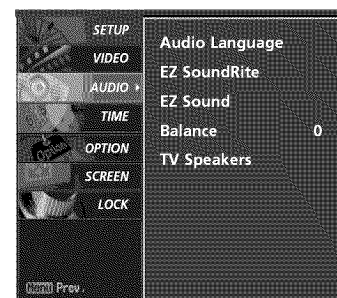 SETUP
VIDEO
AUDIO
TIME
OPTION
SCREEN
LOCK
Audio Language
EZ SoundRite
EZ Sound
Balance 0
TV Speakers
Option
Menu Prev.